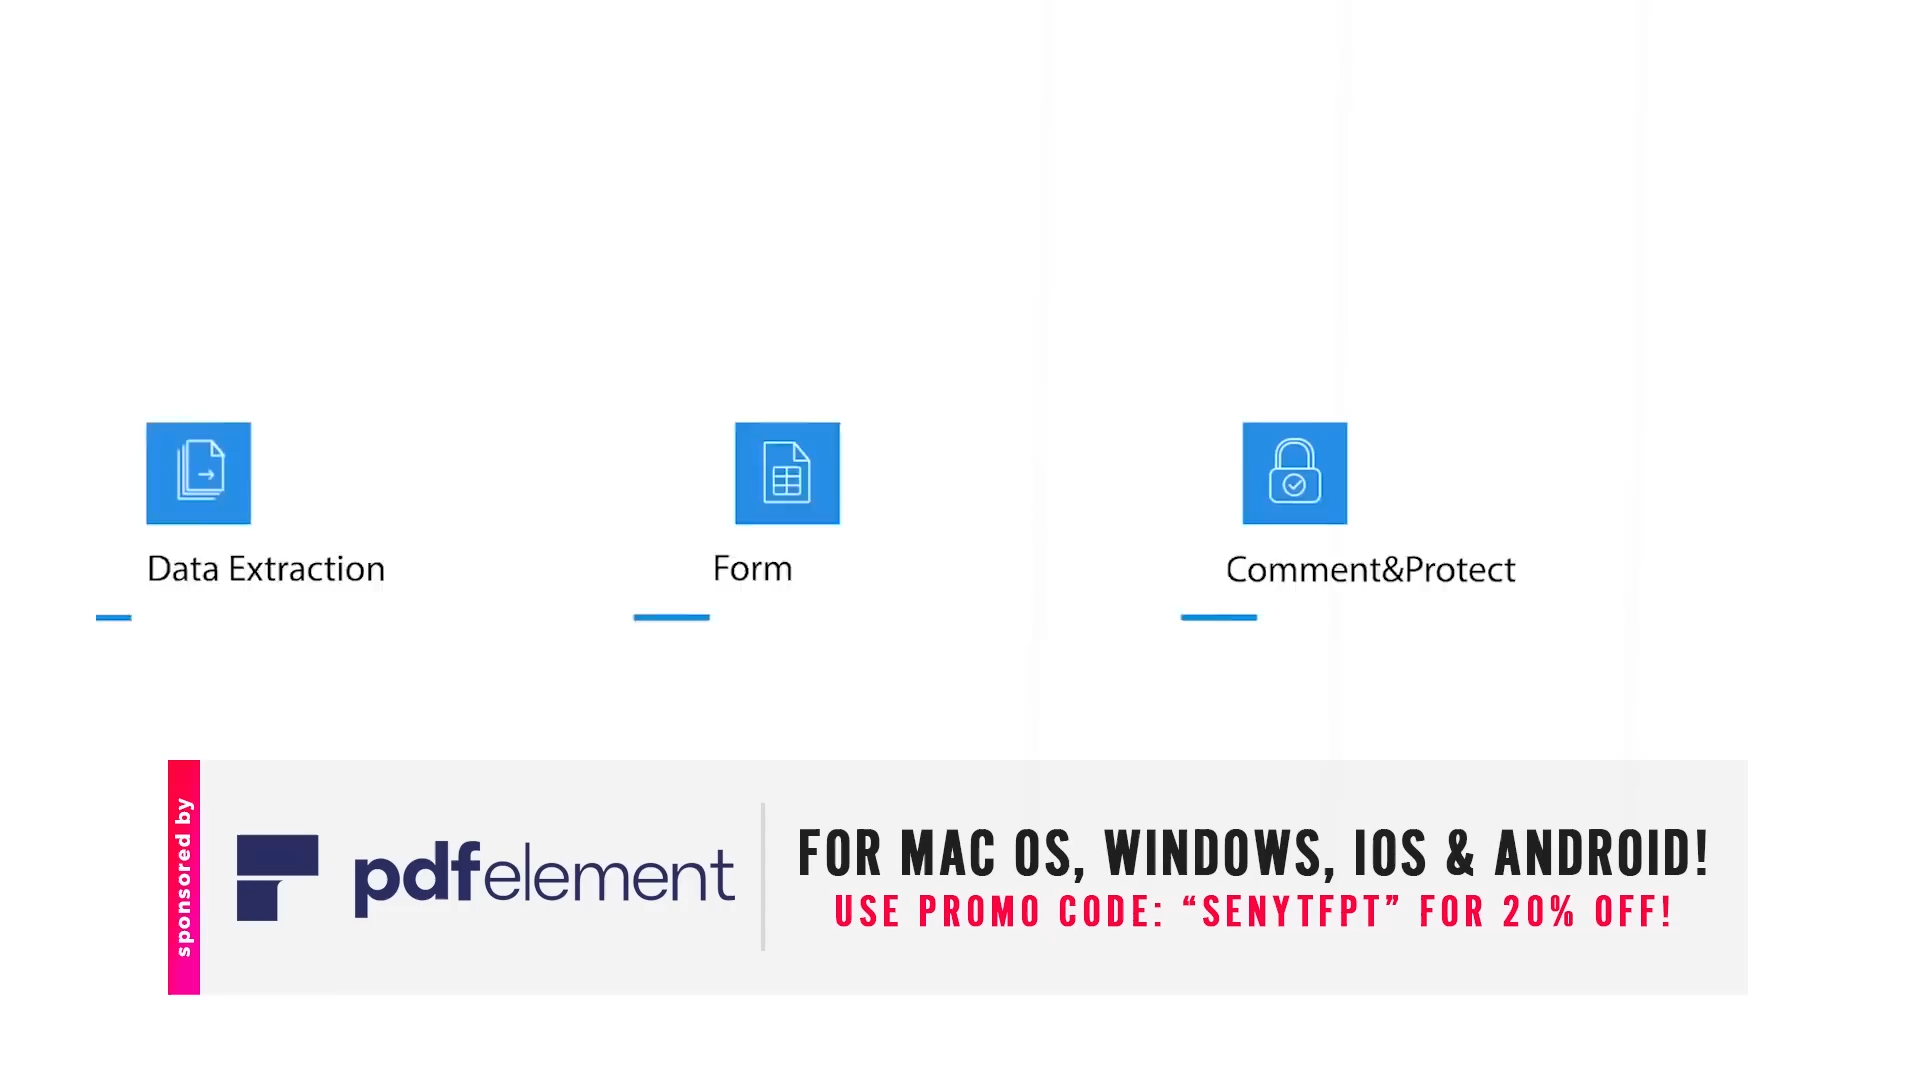 Data Extraction
Form
Comment&Protect
sponsored by
pdfelement
FOR MAC OS, WINDOWS, IOS & ANDROID!
USE PROMO CODE: “SENYTFPT” FOR 20% OFF!